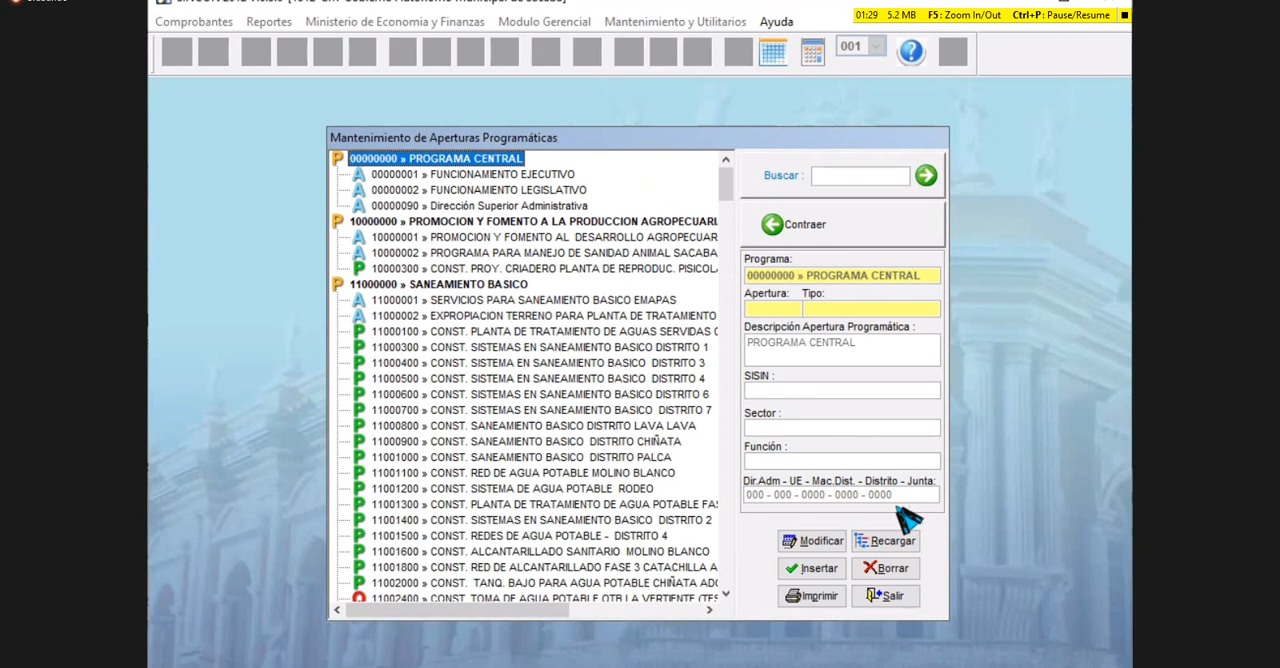 Comprobantes Reportes Ministerio de Economia y Finanzas Modulo Gerencial Mantenimiento y Utilitarios Ayuda
01:29 5.2 MB F5: Zoom In/Out Ctrl+P: Pause/Resume
001
Mantenimiento de Aperturas Programáticas
P 00000000 » PROGRAMA CENTRAL
A 00000001 » FUNCIONAMIENTO EJECUTIVO
A 00000002 » FUNCIONAMIENTO LEGISLATIVO
A 00000090 » Dirección Superior Administrativa
P 10000000 » PROMOCION Y FOMENTO A LA PRODUCCION AGROPECUARI
A 10000001 » PROMOCION Y FOMENTO AL DESARROLLO AGROPECUAR
A 10000002 » PROGRAMA PARA MANEJO DE SANIDAD ANIMAL SACABA
P 10000300 » CONST. PROY. CRIADERO PLANTA DE REPRODUC. PISICOL
P 11000000 » SANEAMIENTO BASICO
A 11000001 » SERVICIOS PARA SANEAMIENTO BASICO EMAPAS
A 11000002 » EXPROPIACION TERRENO PARA PLANTA DE TRATAMIENTO
P 11000100 » CONST. PLANTA DE TRATAMIENTO DE AGUAS SERVIDAS
P 11000300 » CONST. SISTEMAS EN SANEAMIENTO BASICO DISTRITO 1
P 11000400 » CONST. SISTEMA EN SANEAMIENTO BASICO DISTRITO 3
P 11000500 » CONST. SISTEMA EN SANEAMIENTO BASICO DISTRITO 4
P 11000600 » CONST. SISTEMAS EN SANEAMIENTO BASICO DISTRITO 6
P 11000700 » CONST. SISTEMAS EN SANEAMIENTO BASICO DISTRITO 7
P 11000800 » CONST. SANEAMIENTO BASICO DISTRITO LAVA LAVA
P 11000900 » CONST. SANEAMIENTO BASICO DISTRITO CHIÑATA
P 11001000 » CONST. SANEAMIENTO BASICO DISTRITO PALCA
P 11001100 » CONST. RED DE AGUA POTABLE MOLINO BLANCO
P 11001200 » CONST. SISTEMA DE AGUA POTABLE RODEO
P 11001300 » CONST. PLANTA DE TRATAMIENTO DE AGUA POTABLE FAS
P 11001400 » CONST. SISTEMAS EN SANEAMIENTO BASICO DISTRITO 2
P 11001500 » CONST. REDES DE AGUA POTABLE - DISTRITO 4
P 11001600 » CONST. ALCANTARILLADO SANITARIO MOLINO BLANCO
P 11001800 » CONST. RED DE ALCANTARILLADO FASE 3 CATACHILLA A
P 11002000 » CONST. TANQ. BAJO PARA AGUA POTABLE CHIÑATA ADO
11002400 » CONST. TOMA DE AGUA POTABLE OTB LA VERTIENTE (TES
Buscar :
Contraer
Programa:
00000000 » PROGRAMA CENTRAL
Apertura: Tipo:
Descripción Apertura Programática :
PROGRAMA CENTRAL
SISIN :
Sector :
Función :
Dir.Adm - UE - Mac.Dist. - Distrito - Junta:
000 - 000 - 0000 - 0000 - 0000
Modificar Recargar
Insertar Borrar
Imprimir Salir